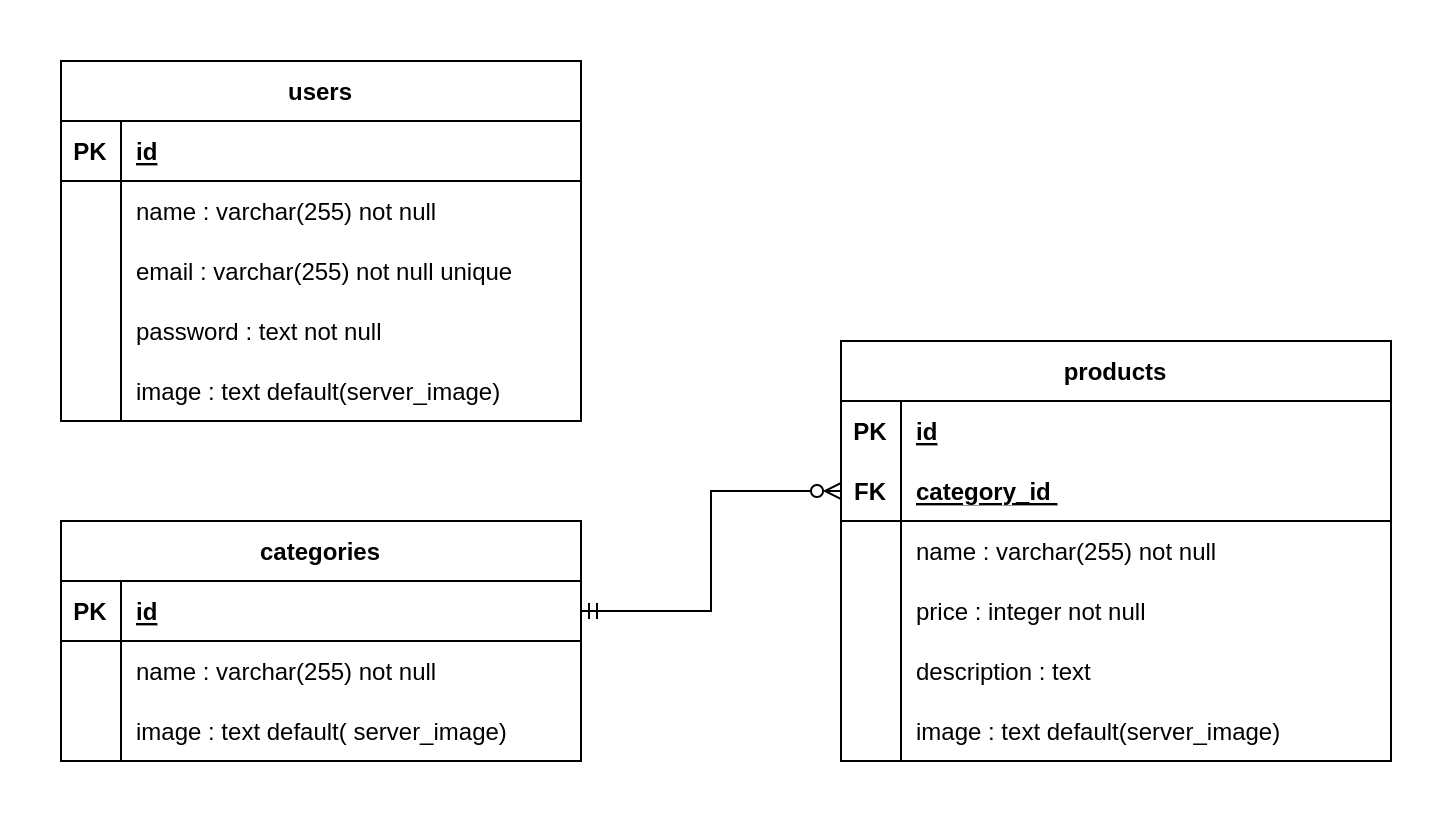 users
PK id
name : varchar(255) not null
email : varchar(255) not null unique
password : text not null
image : text default(server_image)
categories
PK id
name : varchar(255) not null
image : text default( server_image)
products
PK id
FK category_id
name : varchar(255) not null
price : integer not null
description : text
image : text default(server_image)